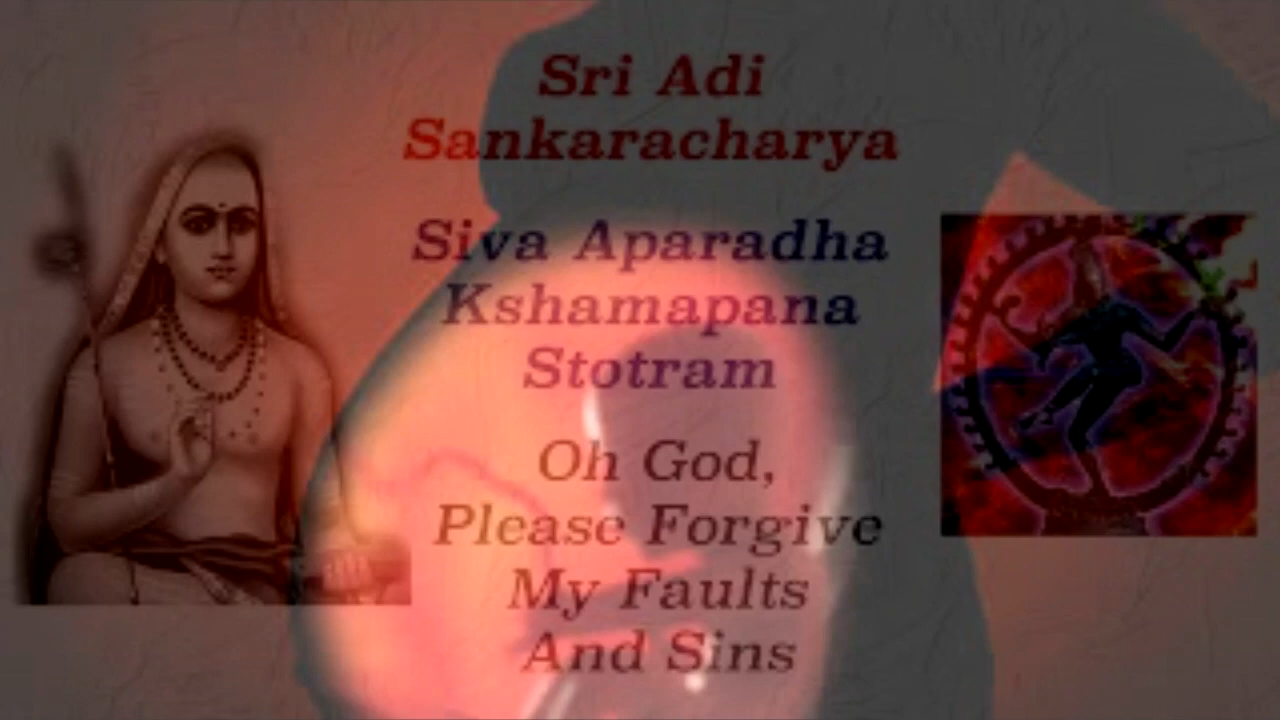 Sri Adi
Sankaracharya
Siva Aparadha
Kshamapana
Stotram
Oh God,
Please Forgive
My Faults
And Sins